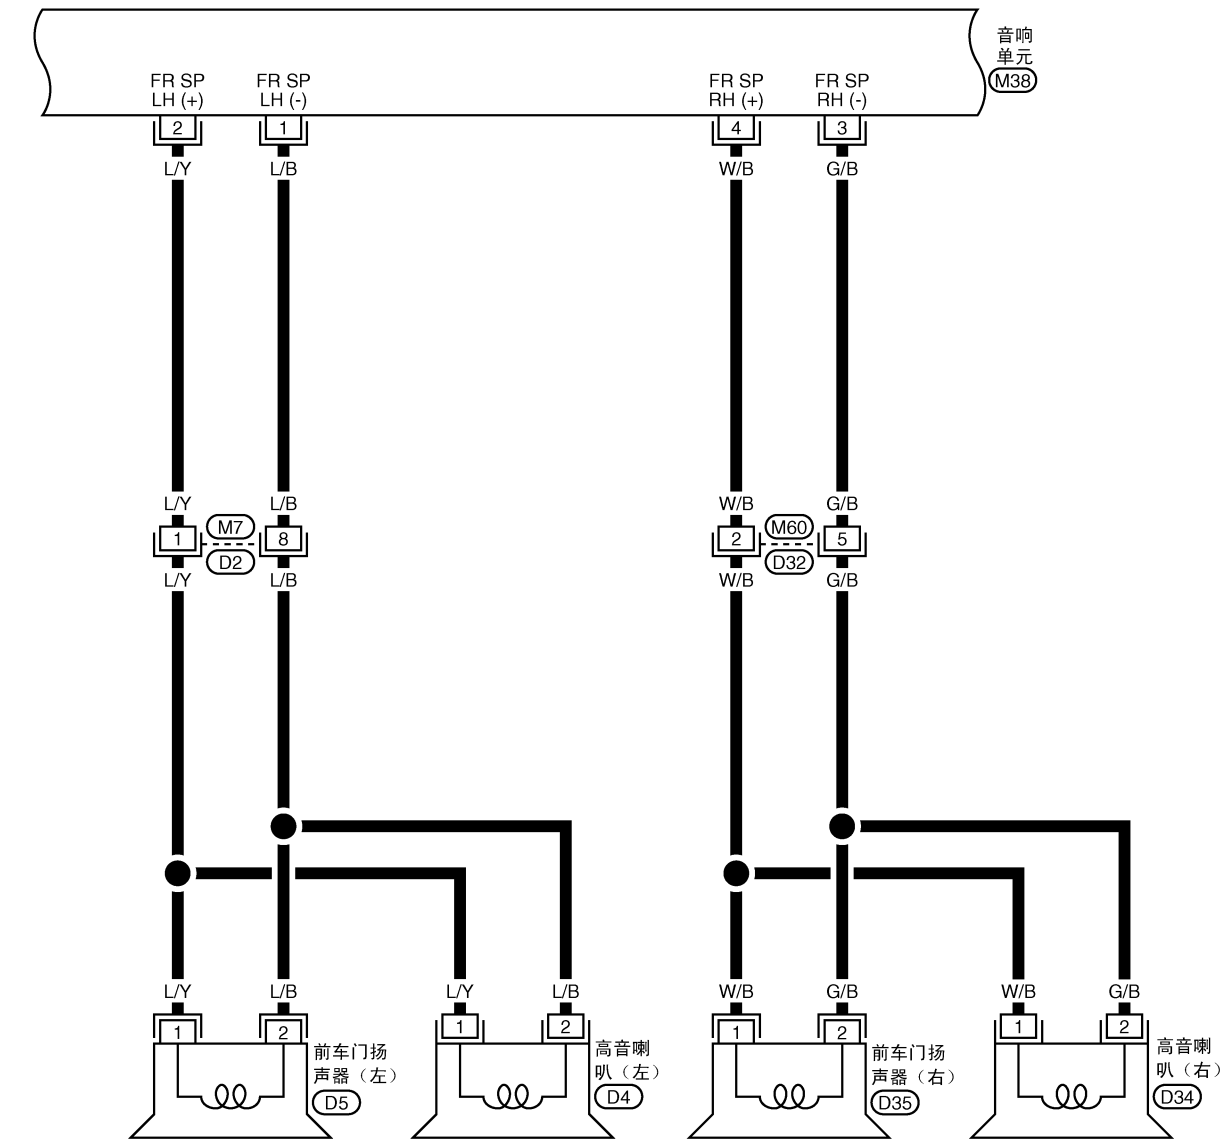 音响
单元
M38
FR SP
LH (+)
FR SP
LH (-)
FR SP
RH (+)
FR SP
RH (-)
2
1
4
3
L/Y
L/B
W/B
G/B
L/Y
L/B
W/B
G/B
1
M7
8
2
M60
5
D2
D32
L/Y
L/B
W/B
G/B
L/Y
L/B
L/Y
L/B
W/B
G/B
W/B
G/B
1
2
1
2
1
2
1
2
前车门扬
声器（左）
D5
高音喇
叭（左）
D4
前车门扬
声器（右）
D35
高音喇
叭（右）
D34